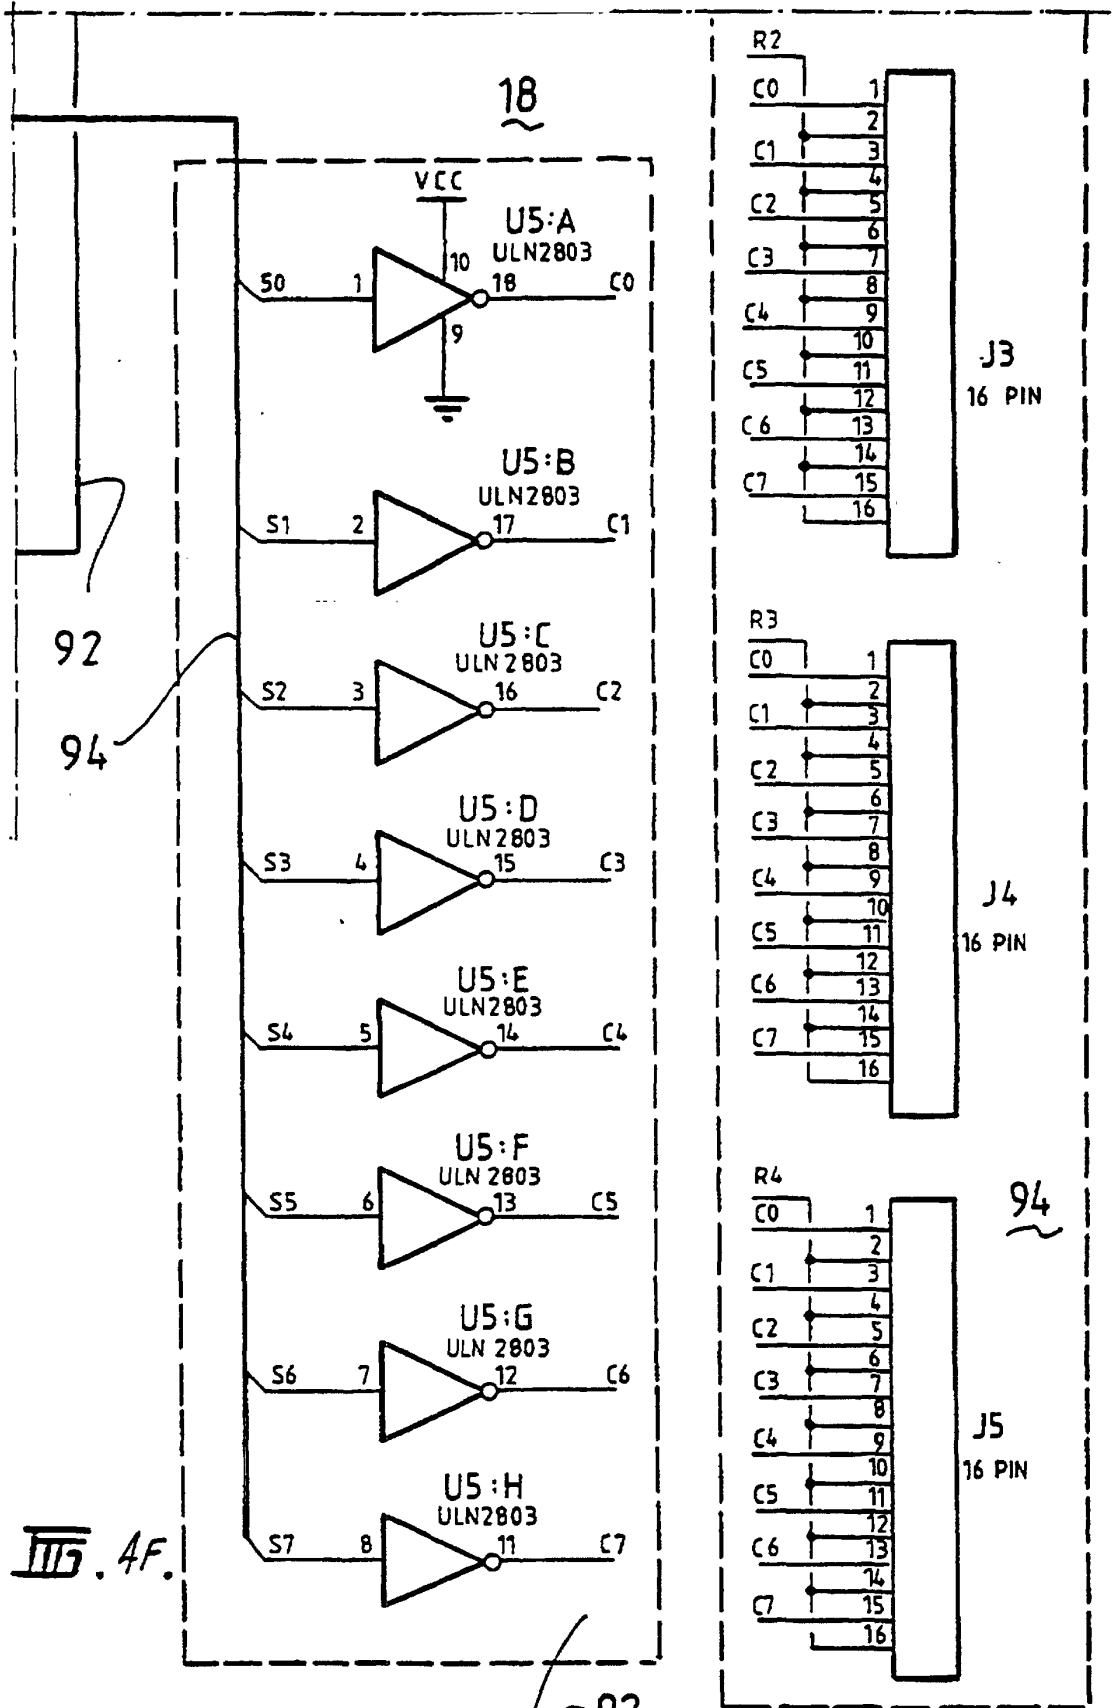 18
VCC
U5:A
ULN2803
10
S0 1 18 C0
9
U5:B
ULN2803
S1 2 17 C1
92
U5:C
ULN2803
S2 3 16 C2
94
U5:D
ULN2803
S3 4 15 C3
U5:E
ULN2803
S4 5 14 C4
U5:F
ULN 2803
S5 6 13 C5
U5:G
ULN 2803
S6 7 12 C6
U5:H
ULN2803
S7 8 11 C7
FIG. 4F.
R2
C0 1
2
C1 3
4
C2 5
6
C3 7
8
C4 9
10
C5 11
12
C6 13
14
C7 15
16
J3
16 PIN
R3
C0 1
2
C1 3
4
C2 5
6
C3 7
8
C4 9
10
C5 11
12
C6 13
14
C7 15
16
J4
16 PIN
R4
C0 1
2
C1 3
4
C2 5
6
C3 7
8
C4 9
10
C5 11
12
C6 13
14
C7 15
16
J5
16 PIN
94